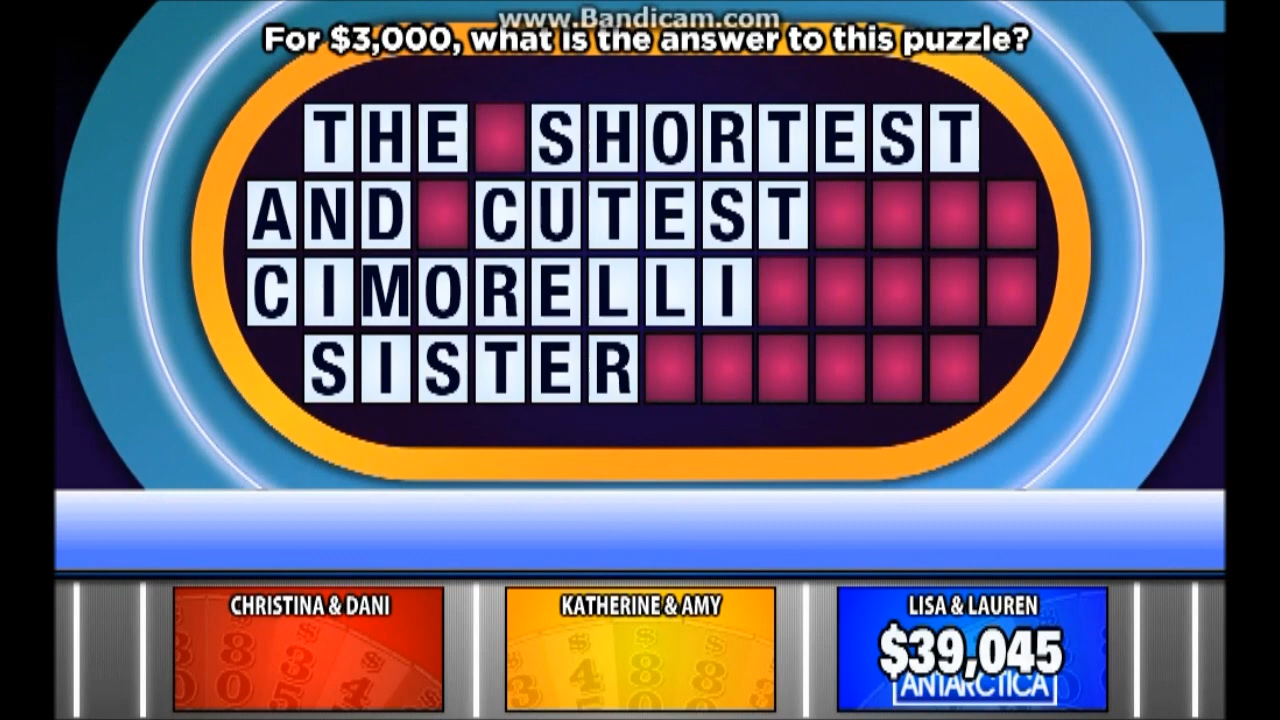 www.Bandicam.com
For $3,000, what is the answer to this puzzle?
THE SHORTEST
AND CUTEST
CIMORELLI
SISTER
CHRISTINA & DANI
KATHERINE & AMY
LISA & LAUREN
$39,045
ANTARCTICA